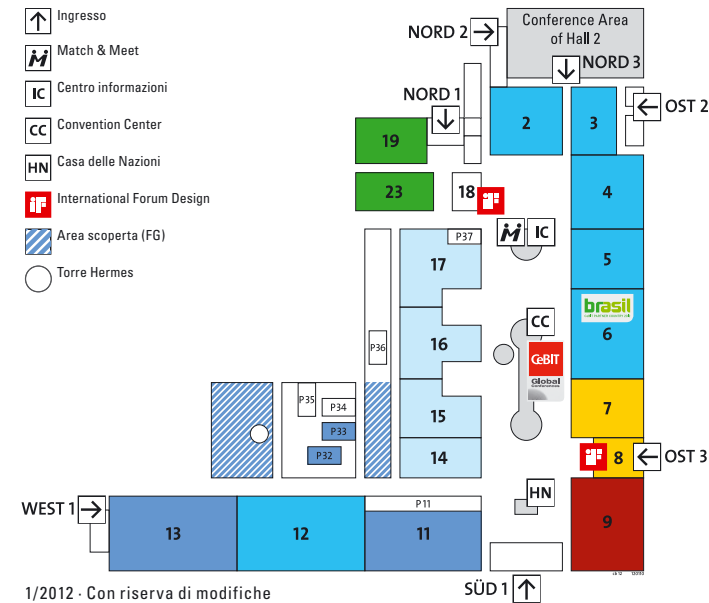 Ingresso
Match & Meet
IC Centro informazioni
CC Convention Center
HN Casa delle Nazioni
iF International Forum Design
Area scoperta (FG)
Torre Hermes
Conference Area
of Hall 2
NORD 2
NORD 3
NORD 1
OST 2
2
3
19
23
18
iF
4
IC
P37
17
5
brasil
CC
6
16
P36
CeBIT
Global
Conferences
P35
P34
P33
P32
15
7
14
iF
8
OST 3
HN
WEST 1
P11
13
12
11
9
SÜD 1
1/2012 · Con riserva di modifiche